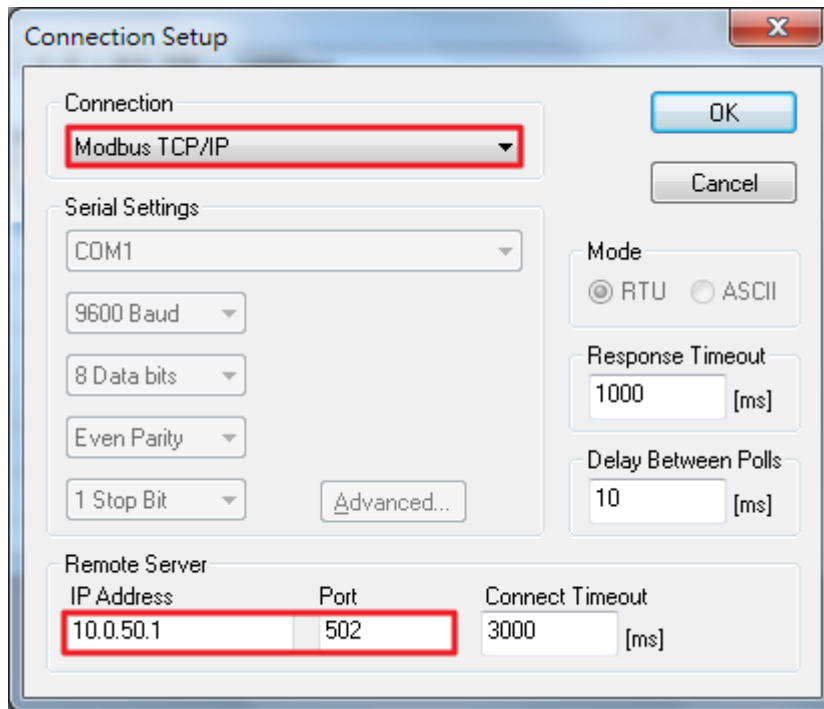 Connection Setup
Connection
Modbus TCP/IP
OK
Cancel
Serial Settings
COM1
Mode
RTU ASCII
9600 Baud
8 Data bits
Response Timeout
1000 [ms]
Even Parity
Delay Between Polls
1 Stop Bit
Advanced...
10 [ms]
Remote Server
IP Address Port Connect Timeout
10.0.50.1 502 3000 [ms]